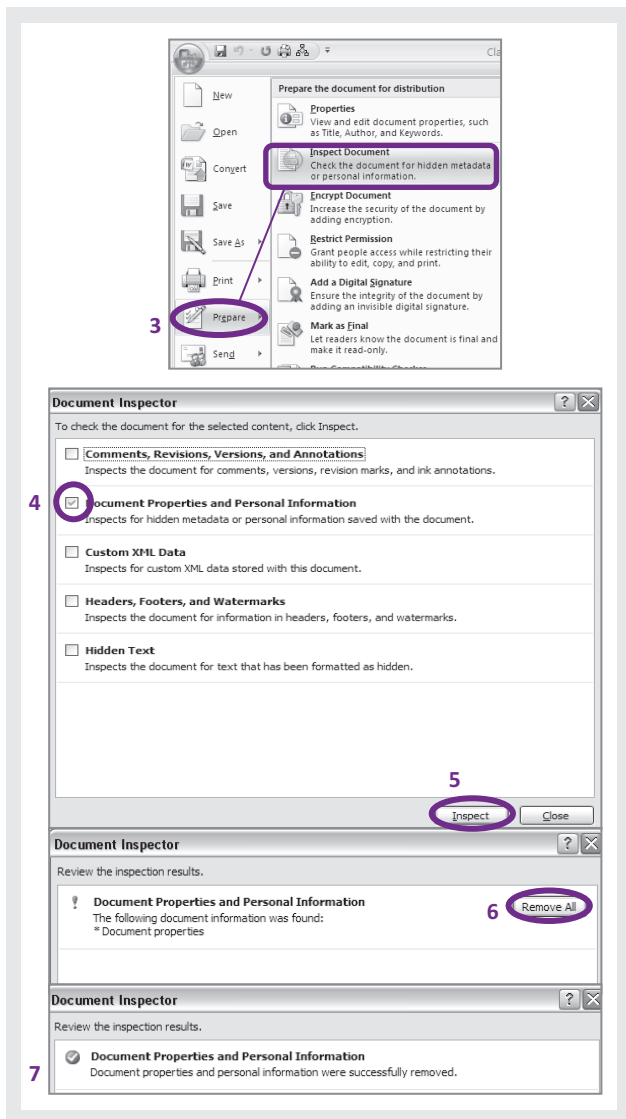 Cla
New
Prepare the document for distribution
Properties
View and edit document properties, such
as Title, Author, and Keywords.
Open
Inspect Document
Check the document for hidden metadata
or personal information.
Convert
Encrypt Document
Increase the security of the document by
adding encryption.
Save
Restrict Permission
Grant people access while restricting their
ability to edit, copy, and print.
Save As
Add a Digital Signature
Ensure the integrity of the document by
adding an invisible digital signature.
Print
3
Prepare
Mark as Final
Let readers know the document is final and
make it read-only.
Send
Run Compatibility Checker
Document Inspector
To check the document for the selected content, click Inspect.
Comments, Revisions, Versions, and Annotations
Inspects the document for comments, versions, revision marks, and ink annotations.
4
Document Properties and Personal Information
Inspects for hidden metadata or personal information saved with the document.
Custom XML Data
Inspects for custom XML data stored with this document.
Headers, Footers, and Watermarks
Inspects the document for information in headers, footers, and watermarks.
Hidden Text
Inspects the document for text that has been formatted as hidden.
5
Inspect Close
Document Inspector
Review the inspection results.
Document Properties and Personal Information
The following document information was found:
* Document properties
6 Remove All
Document Inspector
Review the inspection results.
Document Properties and Personal Information
7 Document properties and personal information were successfully removed.